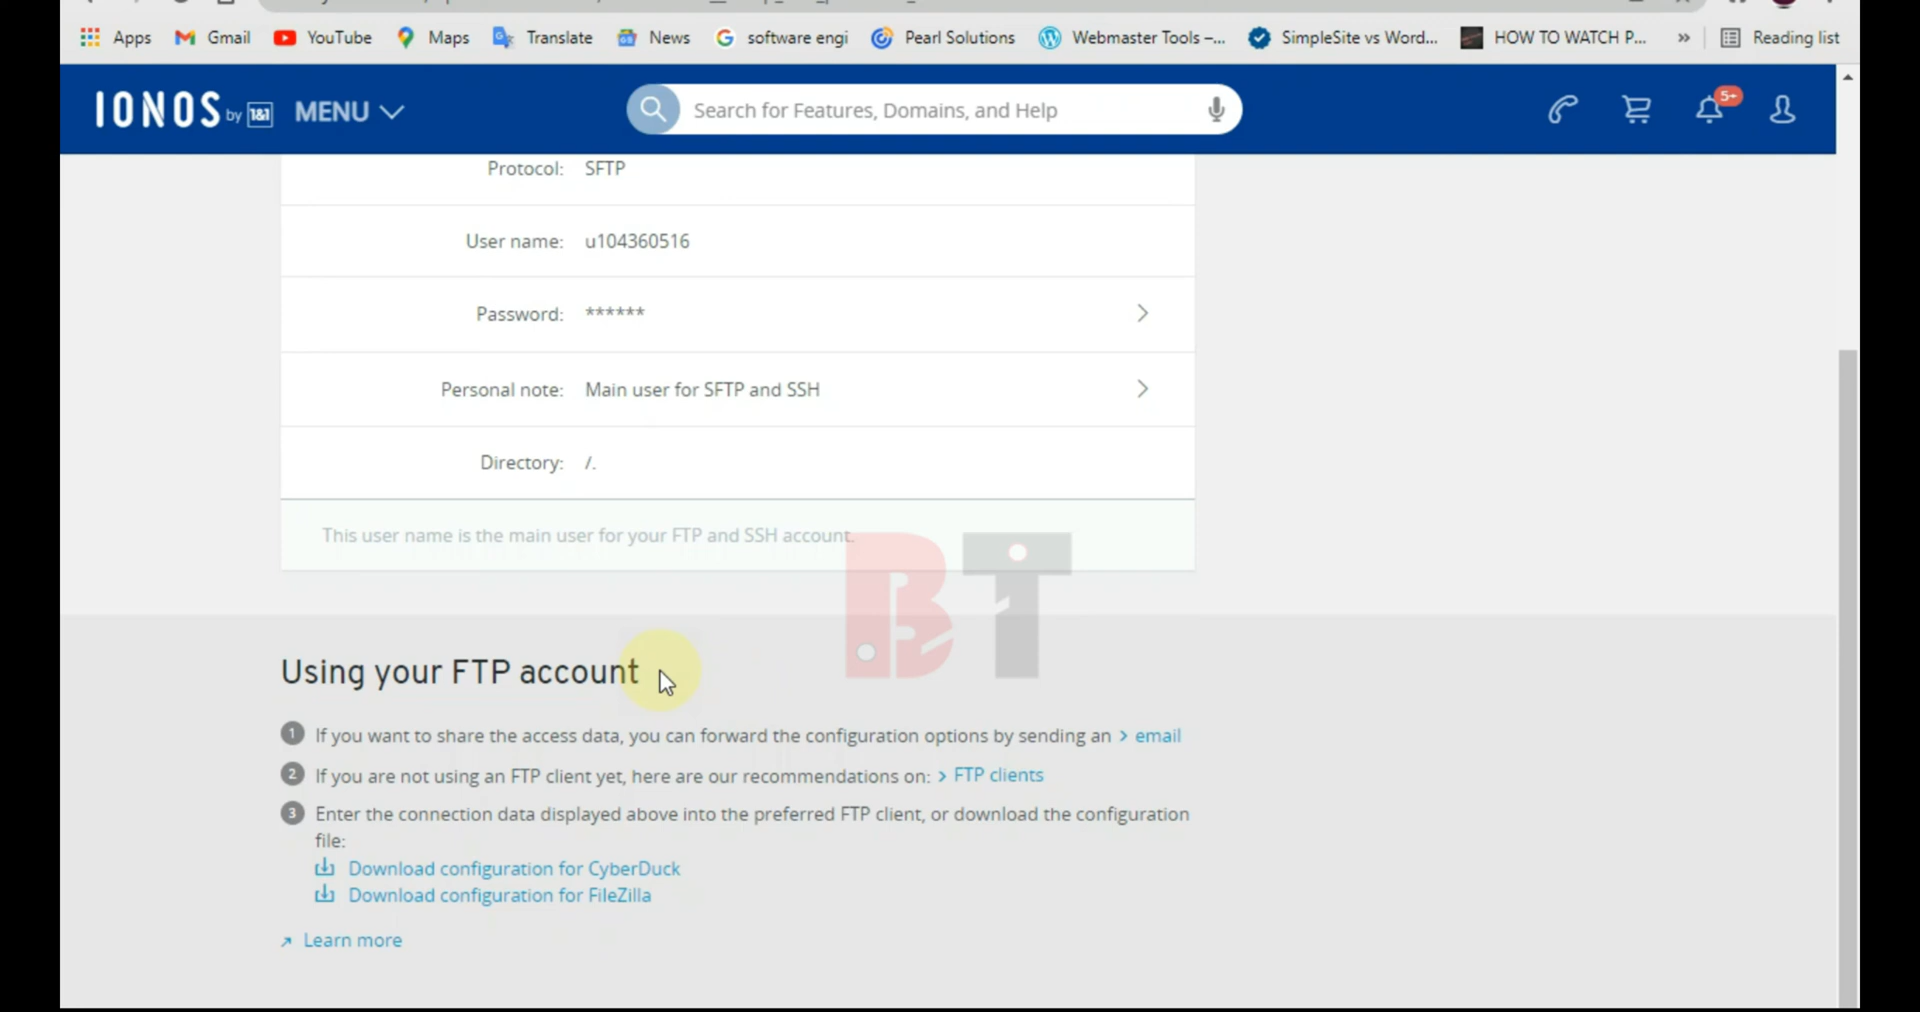 Apps Gmail YouTube Maps Translate News software engi Pearl Solutions Webmaster Tools –... SimpleSite vs Word... HOW TO WATCH P... » Reading list
IONOS by 1&1 MENU Search for Features, Domains, and Help 5+
Protocol: SFTP
User name: u104360516
Password: ******
Personal note: Main user for SFTP and SSH
Directory: /.
This user name is the main user for your FTP and SSH account.
BT
Using your FTP account
1 If you want to share the access data, you can forward the configuration options by sending an > email
2 If you are not using an FTP client yet, here are our recommendations on: > FTP clients
3 Enter the connection data displayed above into the preferred FTP client, or download the configuration
file:
Download configuration for CyberDuck
Download configuration for FileZilla
Learn more